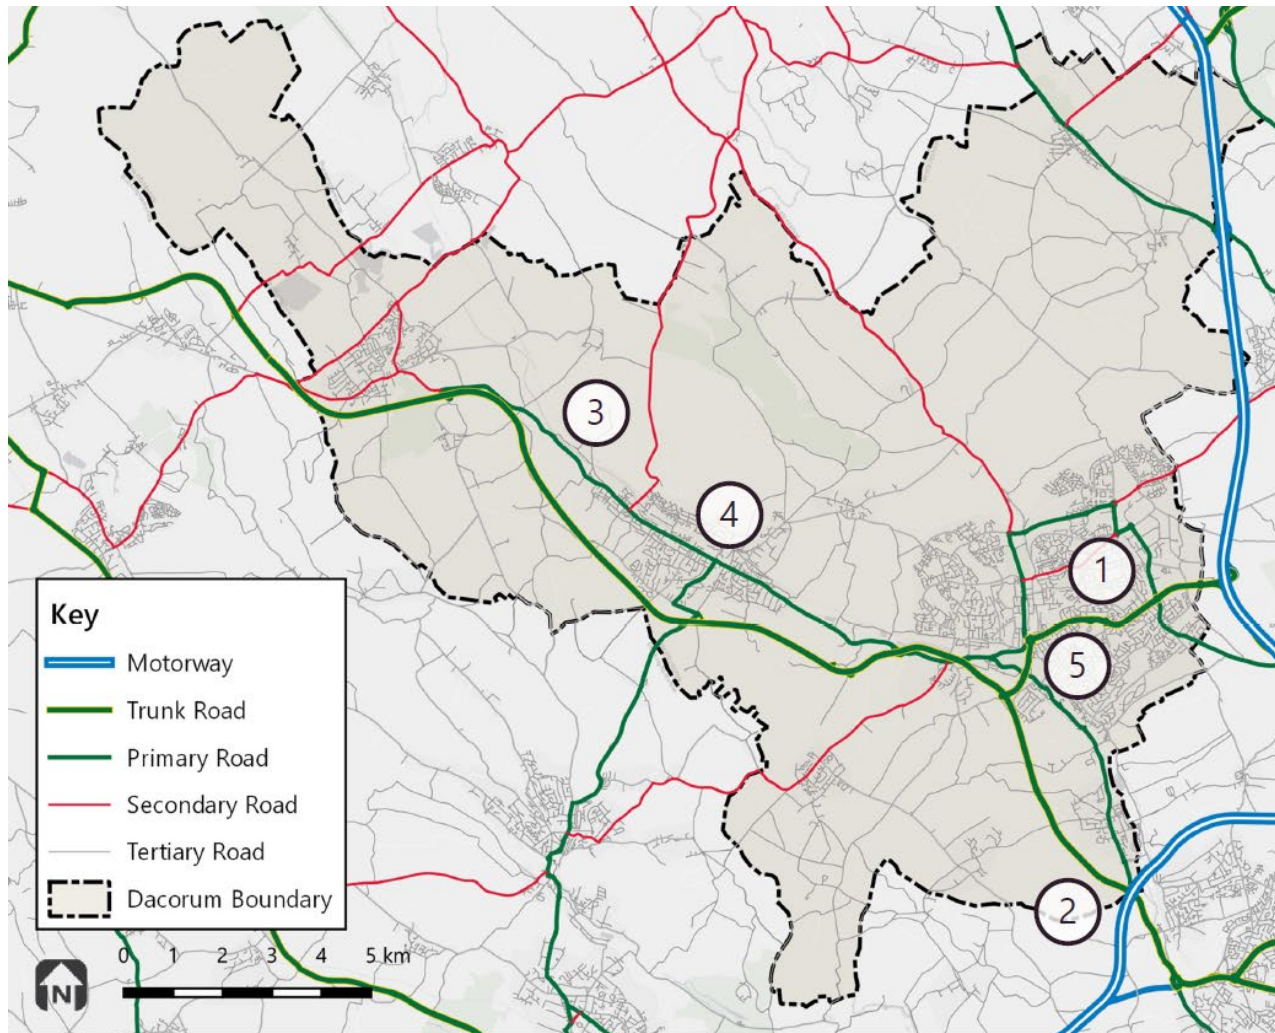 3
4
1
5
2
Key
Motorway
Trunk Road
Primary Road
Secondary Road
Tertiary Road
Dacorum Boundary
0 1 2 3 4 5 km
N